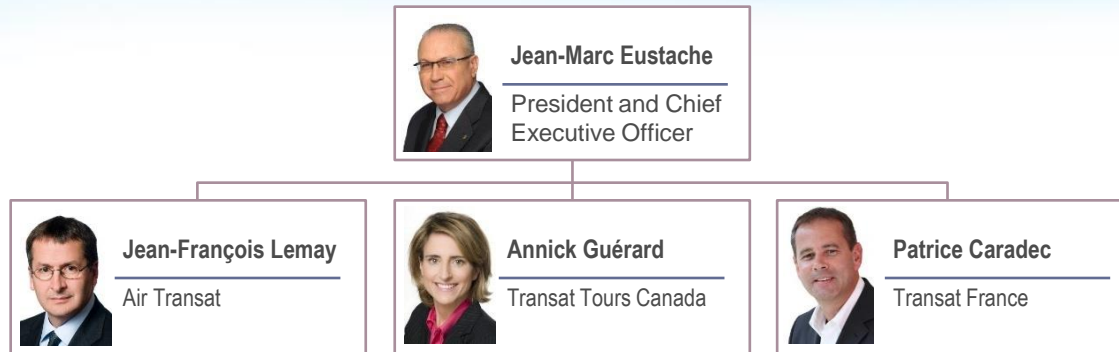 Jean-Marc Eustache
President and Chief
Executive Officer
Jean-François Lemay
Air Transat
Annick Guérard
Transat Tours Canada
Patrice Caradec
Transat France